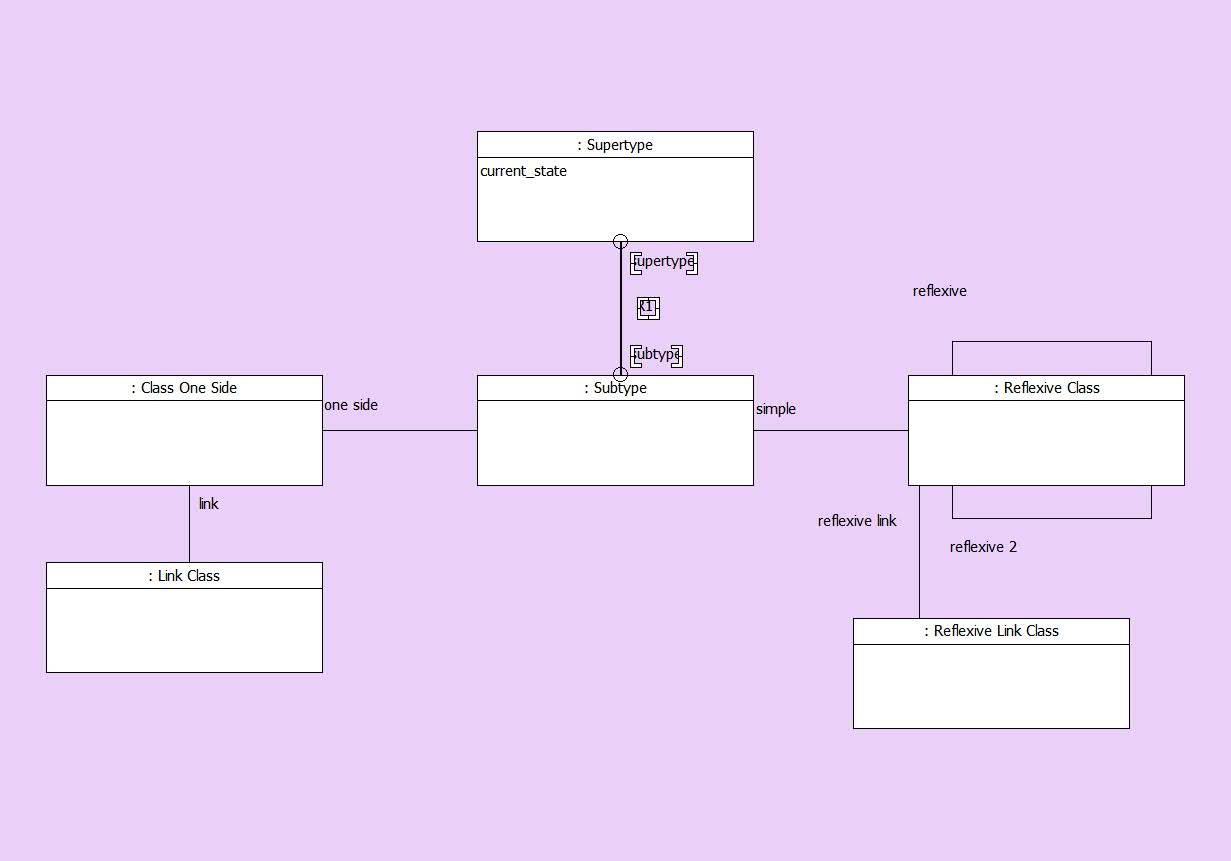 : Supertype
current_state
supertype
R1
reflexive
subtype
: Class One Side
: Subtype
: Reflexive Class
one side
simple
link
reflexive link
reflexive 2
: Link Class
: Reflexive Link Class